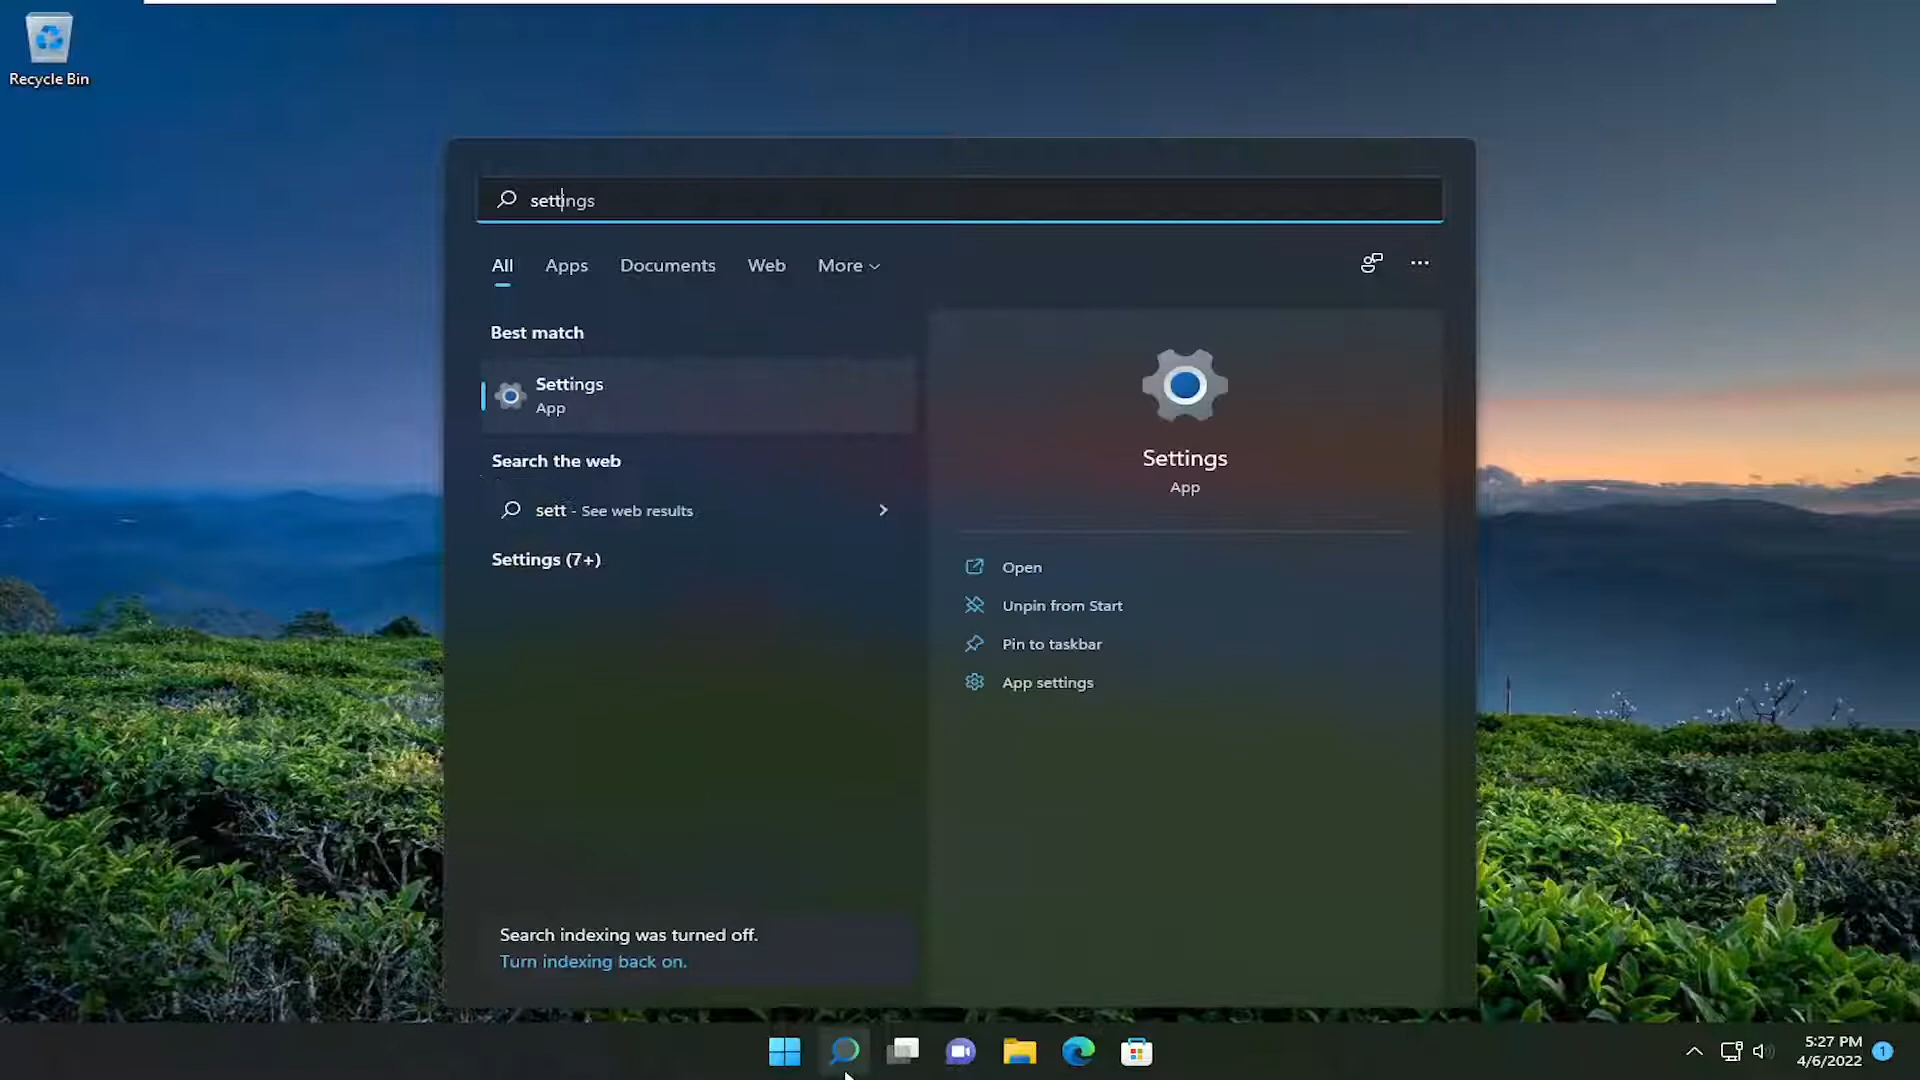 Recycle Bin
settings
All Apps Documents Web More
Best match
Settings
App
Search the web
sett - See web results
Settings (7+)
Search indexing was turned off.
Turn indexing back on.
Settings
App
Open
Unpin from Start
Pin to taskbar
App settings
5:27 PM
4/6/2022
1